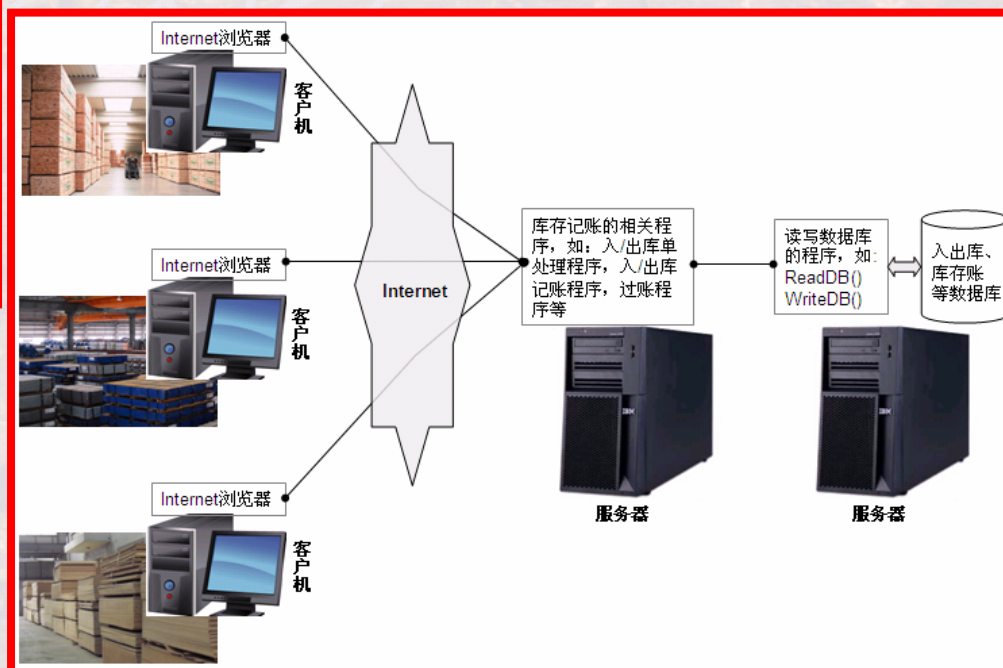 Internet浏览器
客户机
Internet浏览器
客户机
Internet浏览器
客户机
Internet
库存记账的相关程
序,如:入/出库单
处理程序,入/出库
记账程序,过账程
序等
服务器
读写数据库
的程序,如:
ReadDB()
WriteDB()
服务器
入出库、
库存账
等数据库